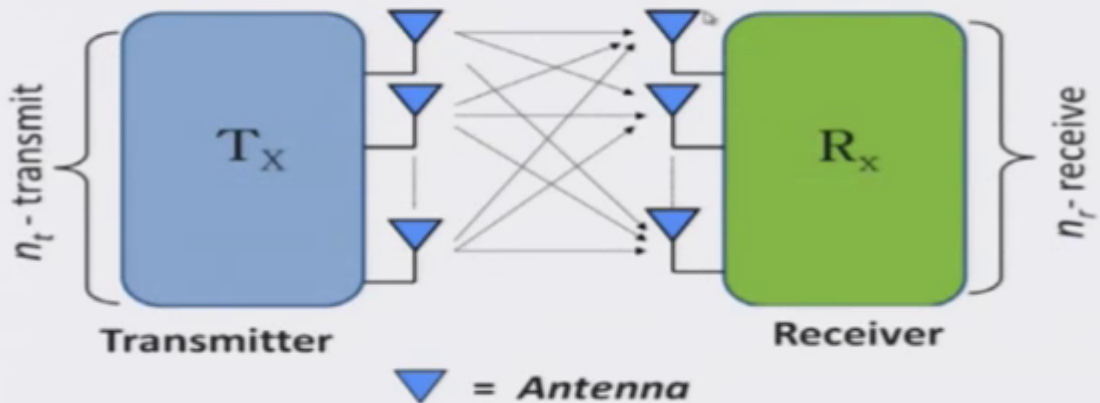 n_t - transmit
T_X
R_x
n_r - receive
Transmitter
Receiver
= Antenna